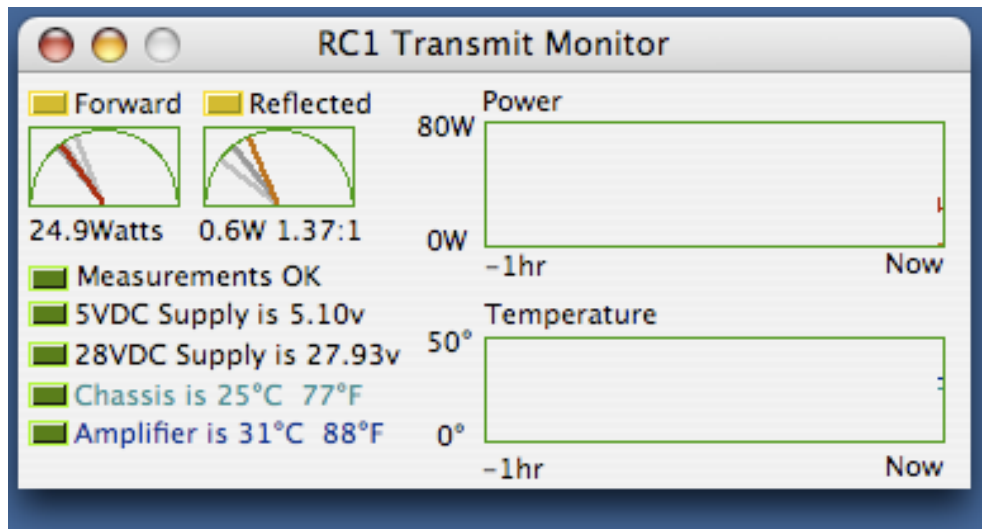 RC1 Transmit Monitor
Forward
Reflected
24.9Watts
0.6W 1.37:1
Measurements OK
5VDC Supply is 5.10v
28VDC Supply is 27.93v
Chassis is 25°C 77°F
Amplifier is 31°C 88°F
Power
80W
0W
-1hr
Now
Temperature
50°
0°
-1hr
Now